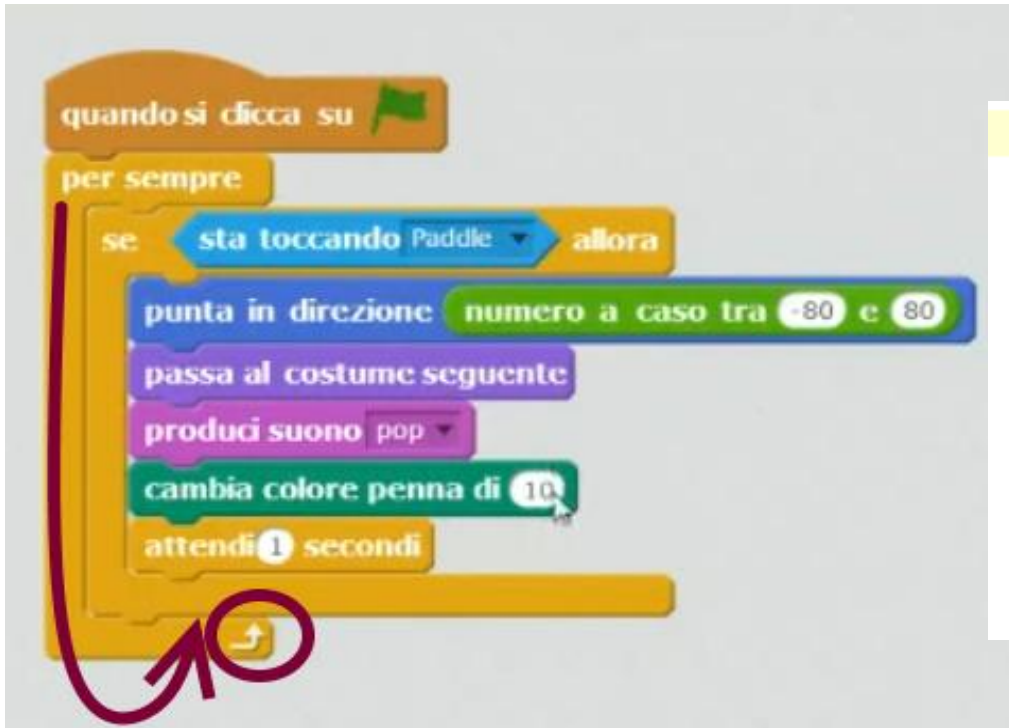 quando si clicca su
per sempre
se sta toccando Paddle allora
punta in direzione numero a caso tra -80 e 80
passa al costume seguente
produci suono pop
cambia colore penna di 10
attendi 1 secondi